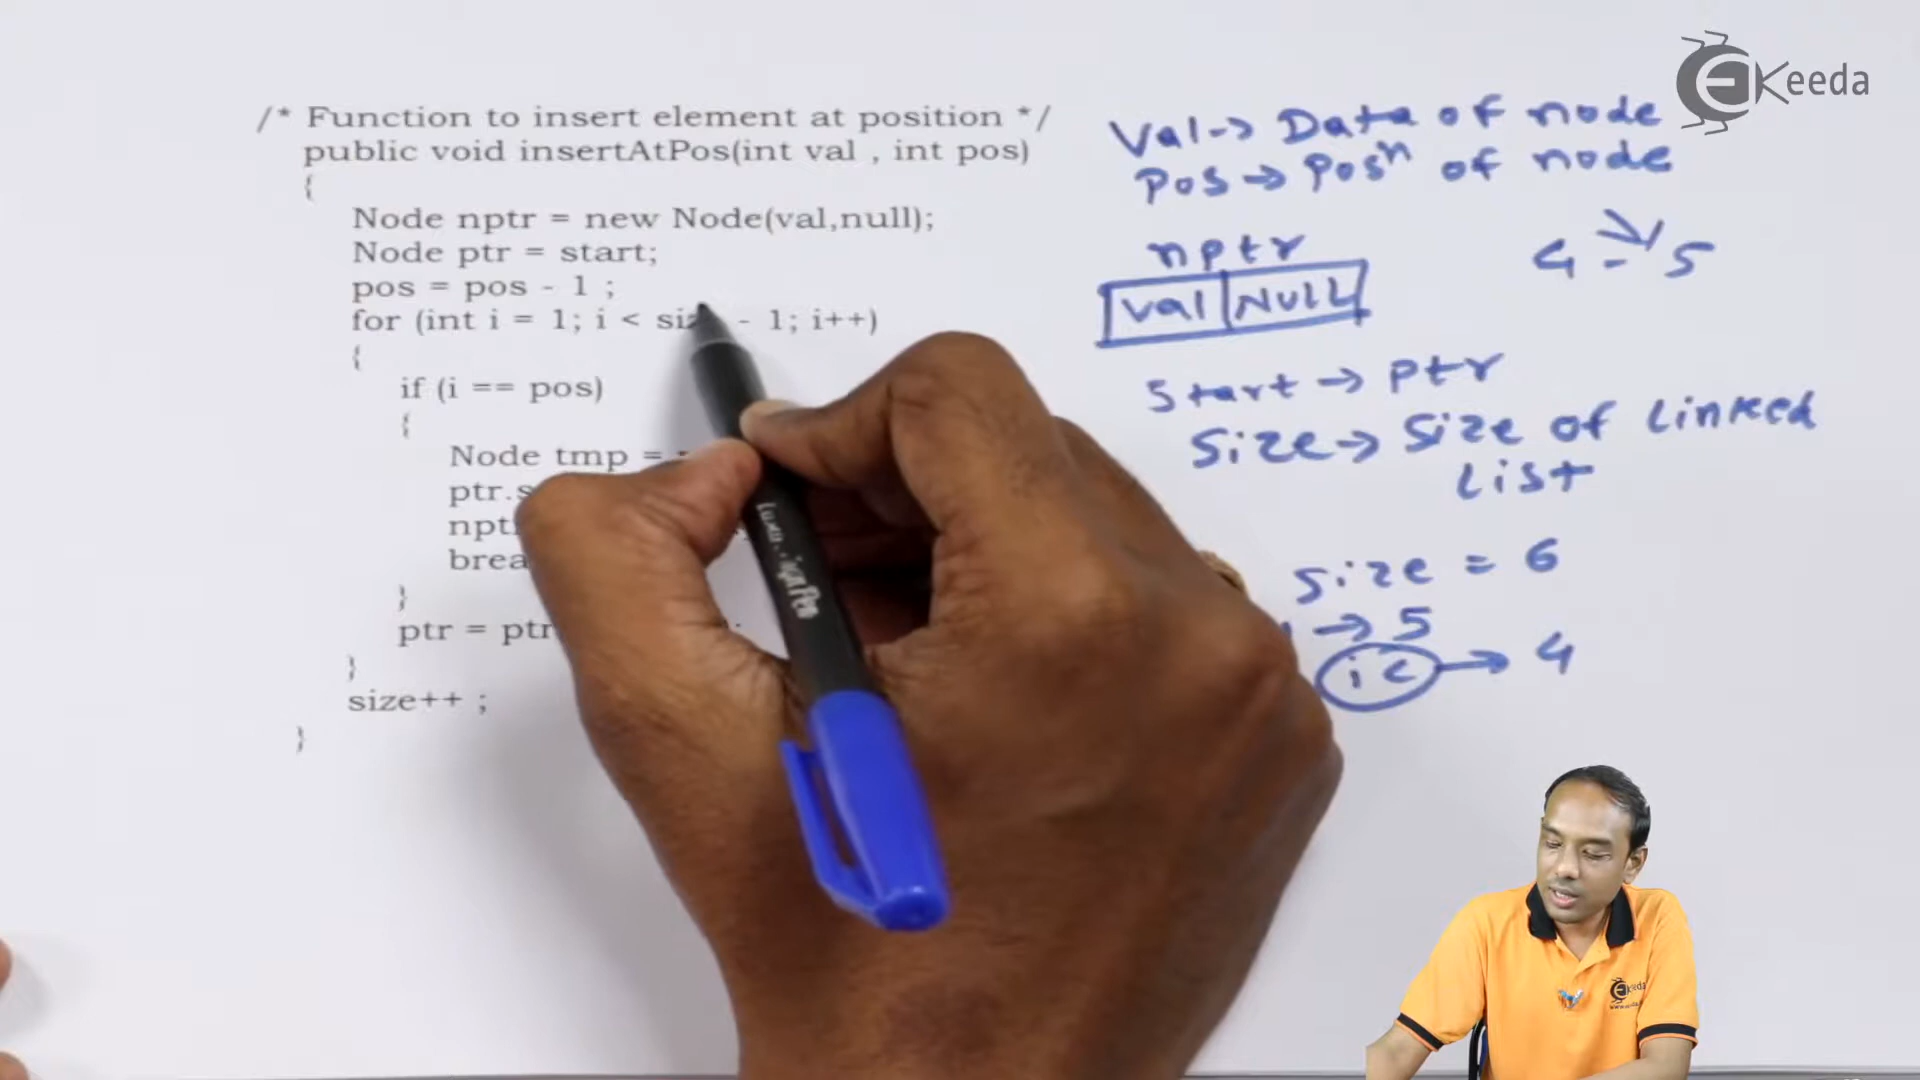 /* Function to insert element at position */
public void insertAtPos(int val , int pos)
{
Node nptr = new Node(val,null);
Node ptr = start;
pos = pos - 1 ;
for (int i = 1; i < si - 1; i++)
{
if (i == pos)
{
Node tmp =
ptr.s
npt
brea
}
ptr = ptr
}
size++ ;
}
Val -> Data of node
Pos -> Posn of node
nptr
4 - 5
val NULL
Start -> ptr
Size -> Size of Linked
List
Size = 6
-> 5
i < -> 4
Keeda
Keeda